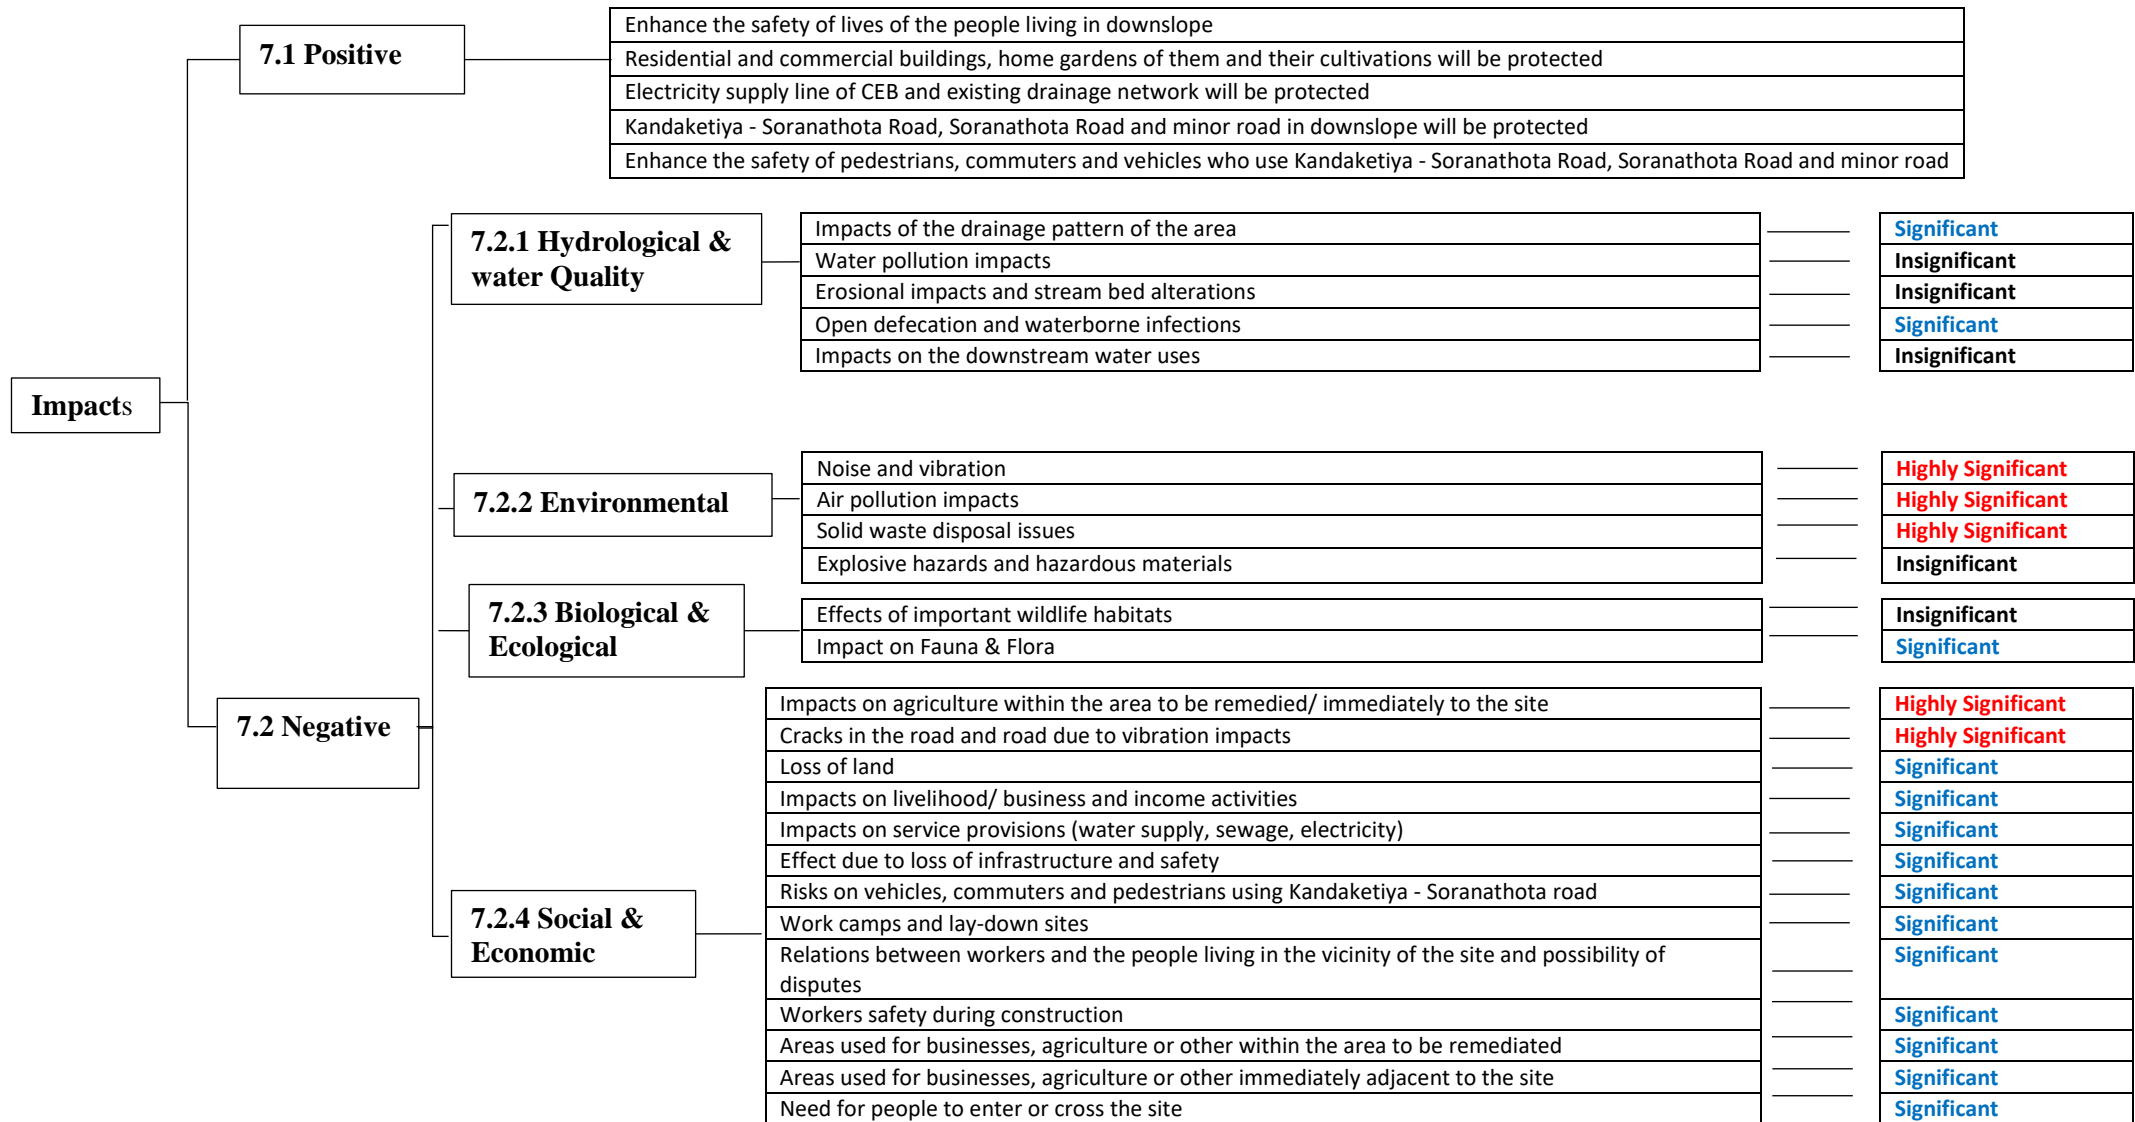 7.1 Positive
Enhance the safety of lives of the people living in downslope
Residential and commercial buildings, home gardens of them and their cultivations will be protected
Electricity supply line of CEB and existing drainage network will be protected
Kandaketiya - Soranathota Road, Soranathota Road and minor road in downslope will be protected
Enhance the safety of pedestrians, commuters and vehicles who use Kandaketiya - Soranathota Road, Soranathota Road and minor road
Impacts
7.2 Negative
7.2.1 Hydrological &
water Quality
Impacts of the drainage pattern of the area
Significant
Water pollution impacts
Insignificant
Erosional impacts and stream bed alterations
Insignificant
Open defecation and waterborne infections
Significant
Impacts on the downstream water uses
Insignificant
7.2.2 Environmental
Noise and vibration
Highly Significant
Air pollution impacts
Highly Significant
Solid waste disposal issues
Highly Significant
Explosive hazards and hazardous materials
Insignificant
7.2.3 Biological &
Ecological
Effects of important wildlife habitats
Insignificant
Impact on Fauna & Flora
Significant
7.2.4 Social &
Economic
Impacts on agriculture within the area to be remedied/ immediately to the site
Highly Significant
Cracks in the road and road due to vibration impacts
Highly Significant
Loss of land
Significant
Impacts on livelihood/ business and income activities
Significant
Impacts on service provisions (water supply, sewage, electricity)
Significant
Effect due to loss of infrastructure and safety
Significant
Risks on vehicles, commuters and pedestrians using Kandaketiya - Soranathota road
Significant
Work camps and lay-down sites
Significant
Relations between workers and the people living in the vicinity of the site and possibility of
disputes
Significant
Workers safety during construction
Significant
Areas used for businesses, agriculture or other within the area to be remediated
Significant
Areas used for businesses, agriculture or other immediately adjacent to the site
Significant
Need for people to enter or cross the site
Significant